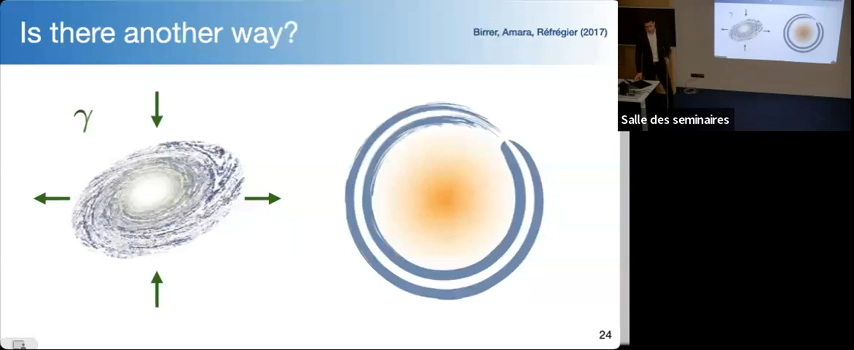 Is there another way?
Birrer, Amara, Réfrégier (2017)
γ
24
Salle des seminaires